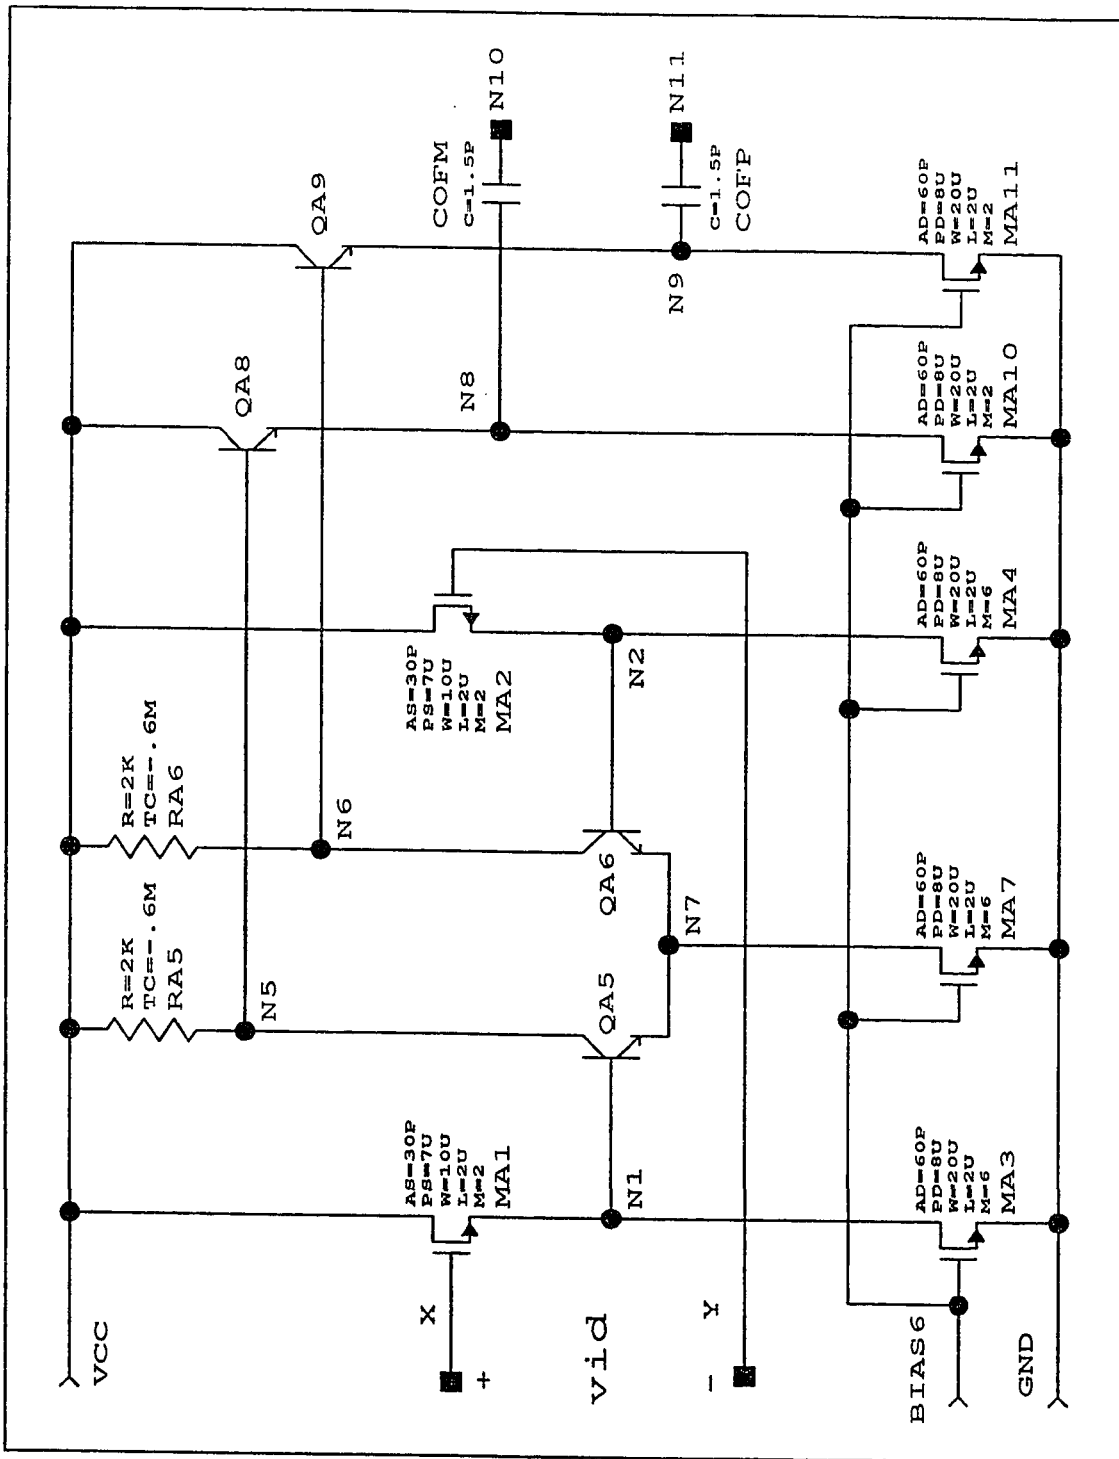 VCC
X
+
vid
Y
-
BIAS6
GND
AS=30P
PS=7U
W=10U
L=2U
M=2
MA1
N1
AD=60P
PD=8U
W=20U
L=2U
M=6
MA3
R=2K
TC=-.6M
RA5
N5
QA5
R=2K
TC=-.6M
RA6
N6
QA6
N7
AD=60P
PD=8U
W=20U
L=2U
M=6
MA7
AS=30P
PS=7U
W=10U
L=2U
M=2
MA2
N2
AD=60P
PD=8U
W=20U
L=2U
M=6
MA4
QA8
N8
AD=60P
PD=8U
W=20U
L=2U
M=2
MA10
QA9
N9
AD=60P
PD=8U
W=20U
L=2U
M=2
MA11
COFM
C=1.5P
N10
C=1.5P
COFP
N11